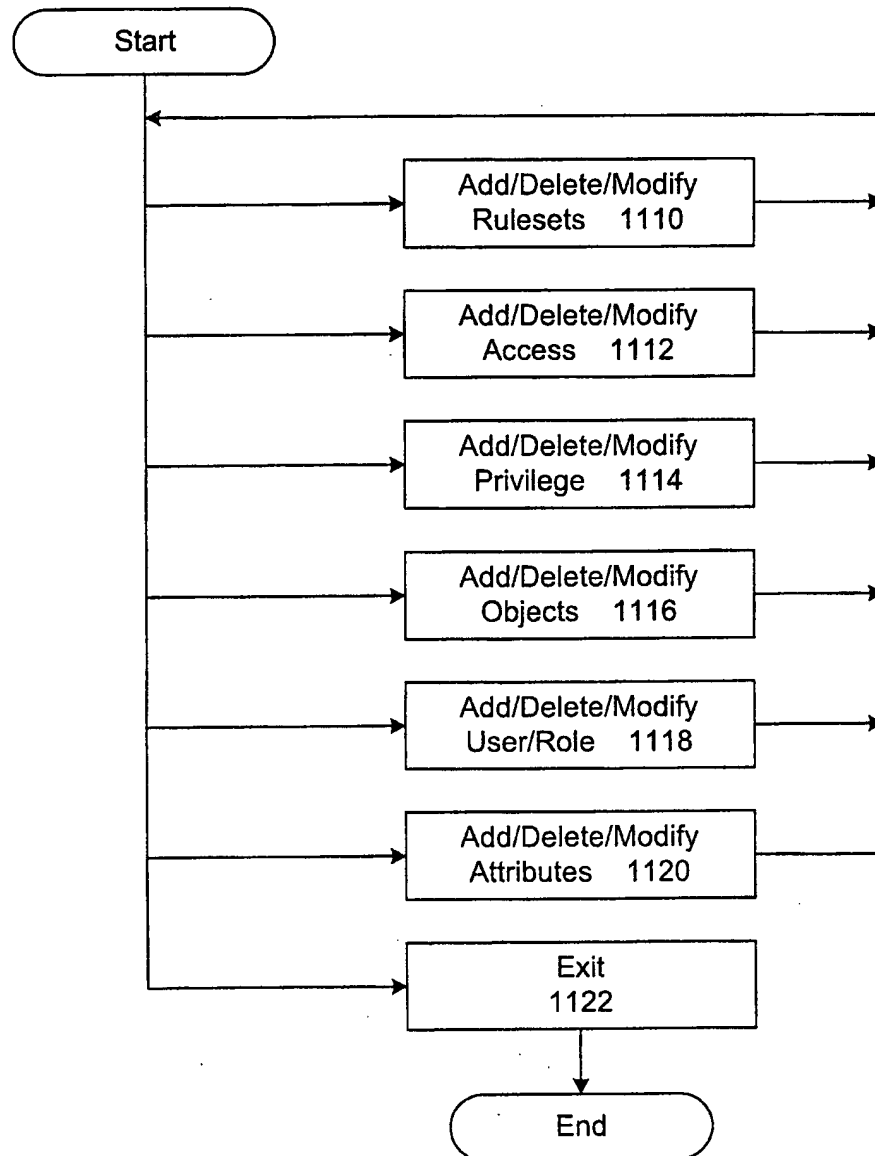 Start
Add/Delete/Modify
Rulesets 1110
Add/Delete/Modify
Access 1112
Add/Delete/Modify
Privilege 1114
Add/Delete/Modify
Objects 1116
Add/Delete/Modify
User/Role 1118
Add/Delete/Modify
Attributes 1120
Exit
1122
End